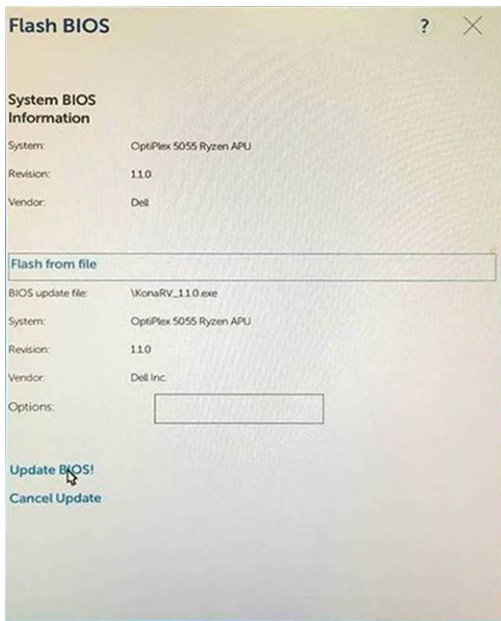 Flash BIOS
?
System BIOS
Information
System: OptiPlex 5055 Ryzen APU
Revision: 1.1.0
Vendor: Dell
Flash from file
BIOS update file: \KonaRV_1.1.0.exe
System: OptiPlex 5055 Ryzen APU
Revision: 1.1.0
Vendor: Dell Inc.
Options:
Update BIOS!
Cancel Update